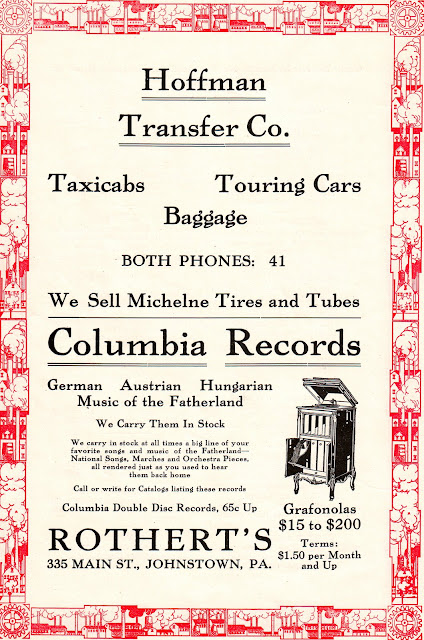 Hoffman
Transfer Co.
Taxicabs Touring Cars
Baggage
BOTH PHONES: 41
We Sell Michelne Tires and Tubes
Columbia Records
German Austrian Hungarian
Music of the Fatherland
We Carry Them In Stock
We carry in stock at all times a big line of your
favorite songs and music of the Fatherland—
National Songs, Marches and Orchestra Pieces,
all rendered just as you used to hear
them back home
Call or write for Catalogs listing these records
Columbia Double Disc Records, 65c Up
ROTHERT'S
335 MAIN ST., JOHNSTOWN, PA.
Grafonolas
$15 to $200
Terms:
$1.50 per Month
and Up